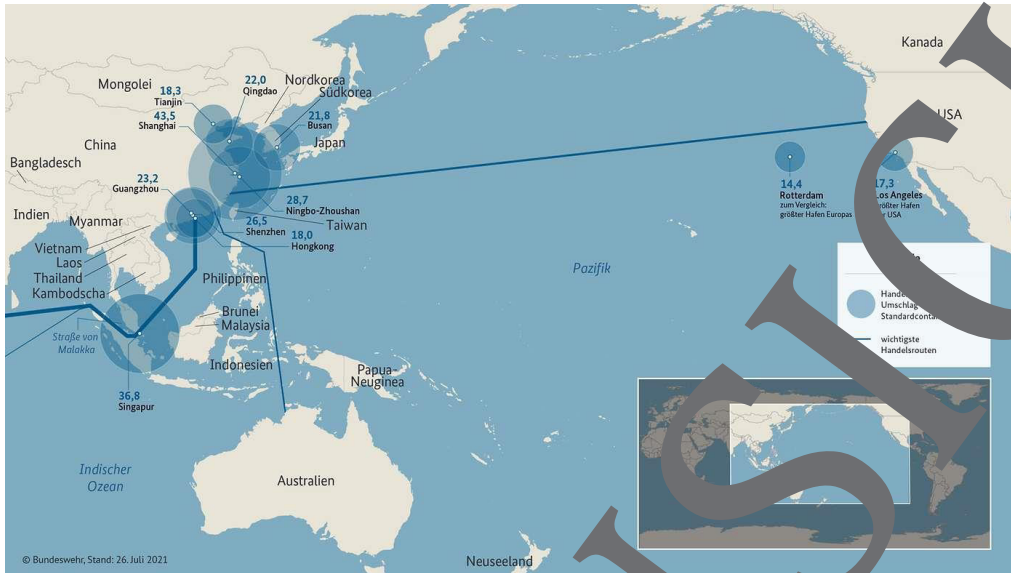 Kanada
USA
Mongolei
22,0
Qingdao
Nordkorea
Südkorea
18,3
Tianjin
43,5
Shanghai
21,8
Busan
Japan
China
Bangladesch
23,2
Guangzhou
28,7
Ningbo-Zhoushan
Taiwan
26,5
Shenzhen
18,0
Hongkong
14,4
Rotterdam
zum Vergleich:
größter Hafen Europas
17,3
Los Angeles
größter Hafen
USA
Indien
Myanmar
Vietnam
Laos
Thailand
Kambodscha
Philippinen
Pazifik
Brunei
Malaysia
Straße von
Malakka
Indonesien
Papua-
Neuginea
36,8
Singapur
Umschlag
wichtigste
Handelsrouten
Indischer
Ozean
Australien
Neuseeland
© Bundeswehr, Stand: 26. Juli 2021